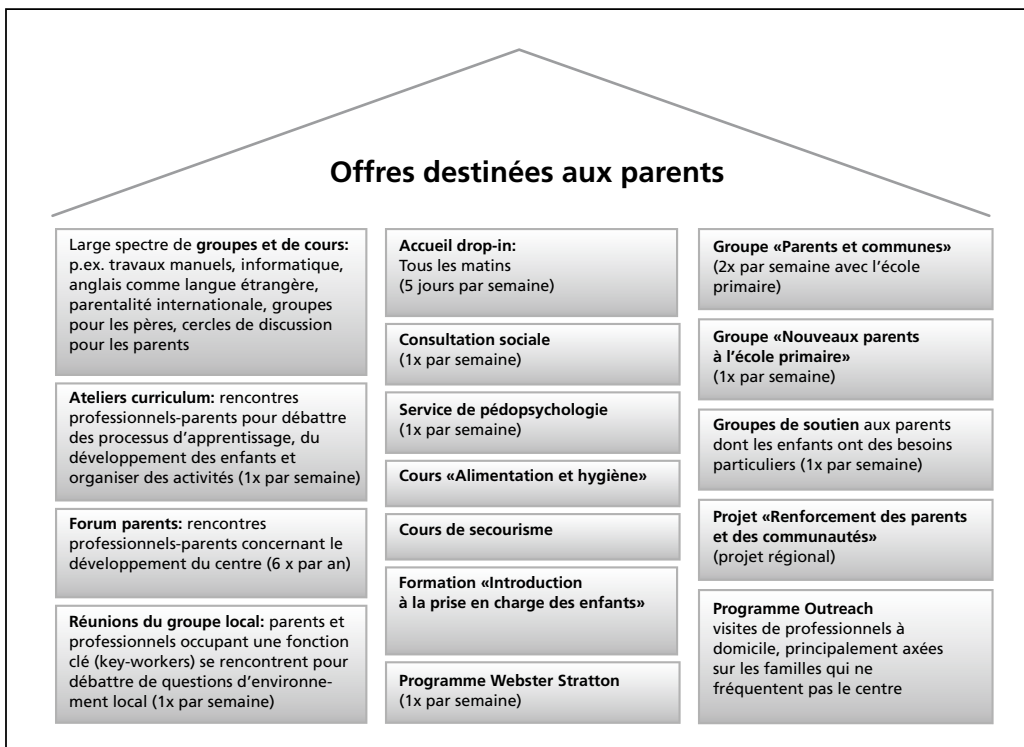 Offres destinées aux parents
Large spectre de groupes et de cours:
p.ex. travaux manuels, informatique,
anglais comme langue étrangère,
parentalité internationale, groupes
pour les pères, cercles de discussion
pour les parents
Ateliers curriculum: rencontres
professionnels-parents pour débattre
des processus d’apprentissage, du
développement des enfants et
organiser des activités (1x par semaine)
Forum parents: rencontres
professionnels-parents concernant le
développement du centre (6 x par an)
Réunions du groupe local: parents et
professionnels occupant une fonction
clé (key-workers) se rencontrent pour
débattre de questions d’environne-
ment local (1x par semaine)
Accueil drop-in:
Tous les matins
(5 jours par semaine)
Consultation sociale
(1x par semaine)
Service de pédopsychologie
(1x par semaine)
Cours «Alimentation et hygiène»
Cours de secourisme
Formation «Introduction
à la prise en charge des enfants»
Programme Webster Stratton
(1x par semaine)
Groupe «Parents et communes»
(2x par semaine avec l’école
primaire)
Groupe «Nouveaux parents
à l’école primaire»
(1x par semaine)
Groupes de soutien aux parents
dont les enfants ont des besoins
particuliers (1x par semaine)
Projet «Renforcement des parents
et des communautés»
(projet régional)
Programme Outreach
visites de professionnels à
domicile, principalement axées
sur les familles qui ne
fréquentent pas le centre